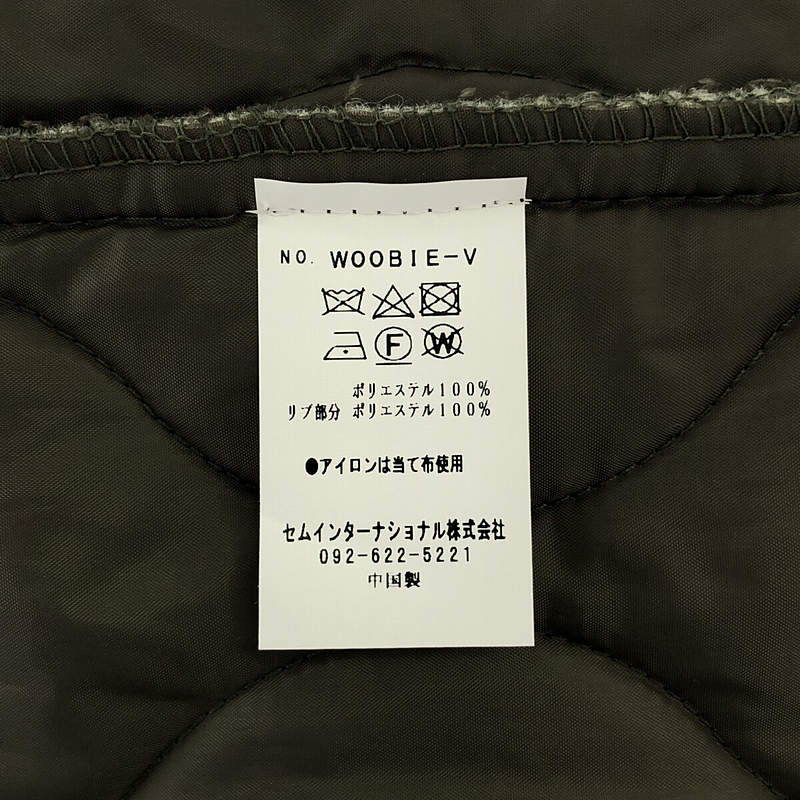 NO. WOOBIE-V
F W
ポリエステル100%
リブ部分 ポリエステル100%
●アイロンは当て布使用
セムインターナショナル株式会社
092-622-5221
中国製